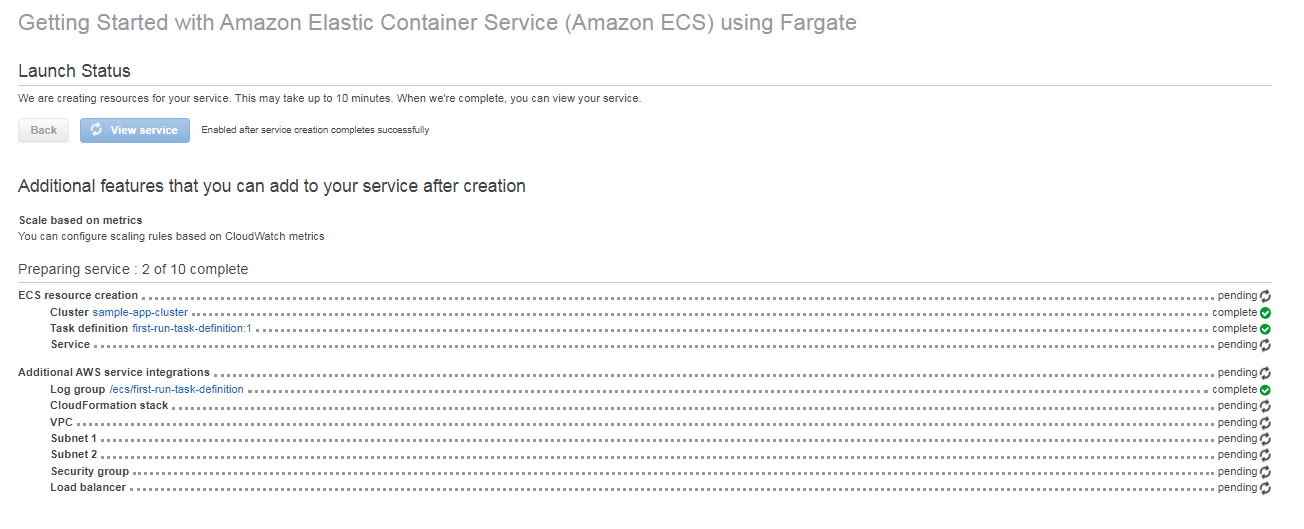 Getting Started with Amazon Elastic Container Service (Amazon ECS) using Fargate
Launch Status
We are creating resources for your service. This may take up to 10 minutes. When we're complete, you can view your service.
Back View service Enabled after service creation completes successfully
Additional features that you can add to your service after creation
Scale based on metrics
You can configure scaling rules based on CloudWatch metrics
Preparing service : 2 of 10 complete
ECS resource creation pending
Cluster sample-app-cluster complete
Task definition first-run-task-definition:1 complete
Service pending
Additional AWS service integrations pending
Log group /ecs/first-run-task-definition complete
CloudFormation stack pending
VPC pending
Subnet 1 pending
Subnet 2 pending
Security group pending
Load balancer pending